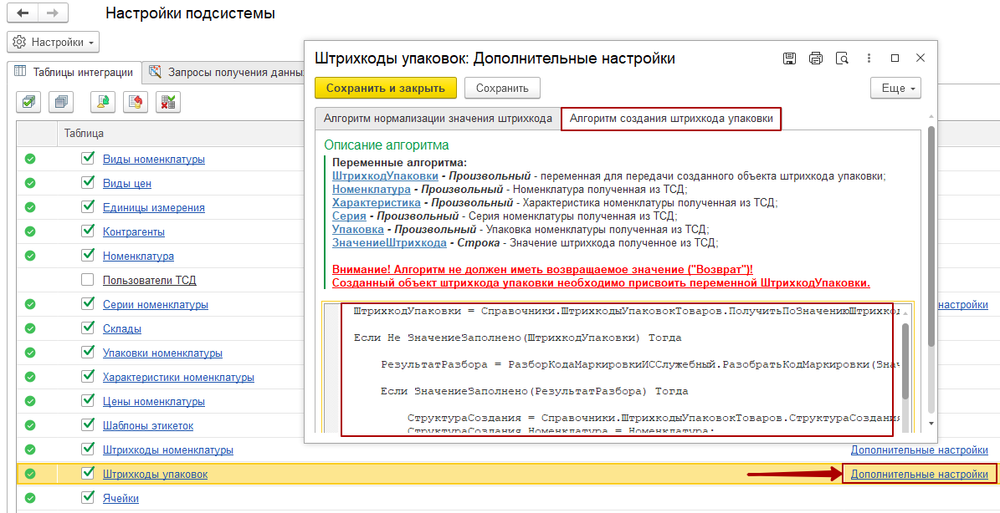 Настройки подсистемы
Настройки
Таблицы интеграции
Запросы получения данны
Таблица
Виды номенклатуры
Виды цен
Единицы измерения
Контрагенты
Номенклатура
Пользователи ТСД
Серии номенклатуры
настройки
Склады
Упаковки номенклатуры
Характеристики номенклатуры
Цены номенклатуры
Шаблоны этикеток
Штрихкоды номенклатуры
Дополнительные настройки
Штрихкоды упаковок
Дополнительные настройки
Ячейки
Штрихкоды упаковок: Дополнительные настройки
Сохранить и закрыть
Сохранить
Еще
Алгоритм нормализации значения штрихкода
Алгоритм создания штрихкода упаковки
Описание алгоритма
Переменные алгоритма:
ШтрихкодУпаковки - Произвольный - переменная для передачи созданного объекта штрихкода упаковки;
Номенклатура - Произвольный - Номенклатура полученная из ТСД;
Характеристика - Произвольный - Характеристика номенклатуры полученная из ТСД;
Серия - Произвольный - Серия номенклатуры полученная из ТСД;
Упаковка - Произвольный - Упаковка номенклатуры полученная из ТСД;
ЗначениеШтрихкода - Строка - Значение штрихкода полученное из ТСД;
Внимание! Алгоритм не должен иметь возвращаемое значение ("Возврат")!
Созданный объект штрихкода упаковки необходимо присвоить переменной ШтрихкодУпаковки.
ШтрихкодУпаковки = Справочники.ШтрихкодыУпаковокТоваров.ПолучитьПоЗначениюШтрихкод
Если Не ЗначениеЗаполнено(ШтрихкодУпаковки) Тогда
РезультатРазбора = РазборКодаМаркировкиИССлужебный.РазобратьКодМаркировки(Знач
Если ЗначениеЗаполнено(РезультатРазбора) Тогда
СтруктураСоздания = Справочники.ШтрихкодыУпаковокТоваров.СтруктураСоздания
СтруктураСоздания.Номенклатура = Номенклатура;